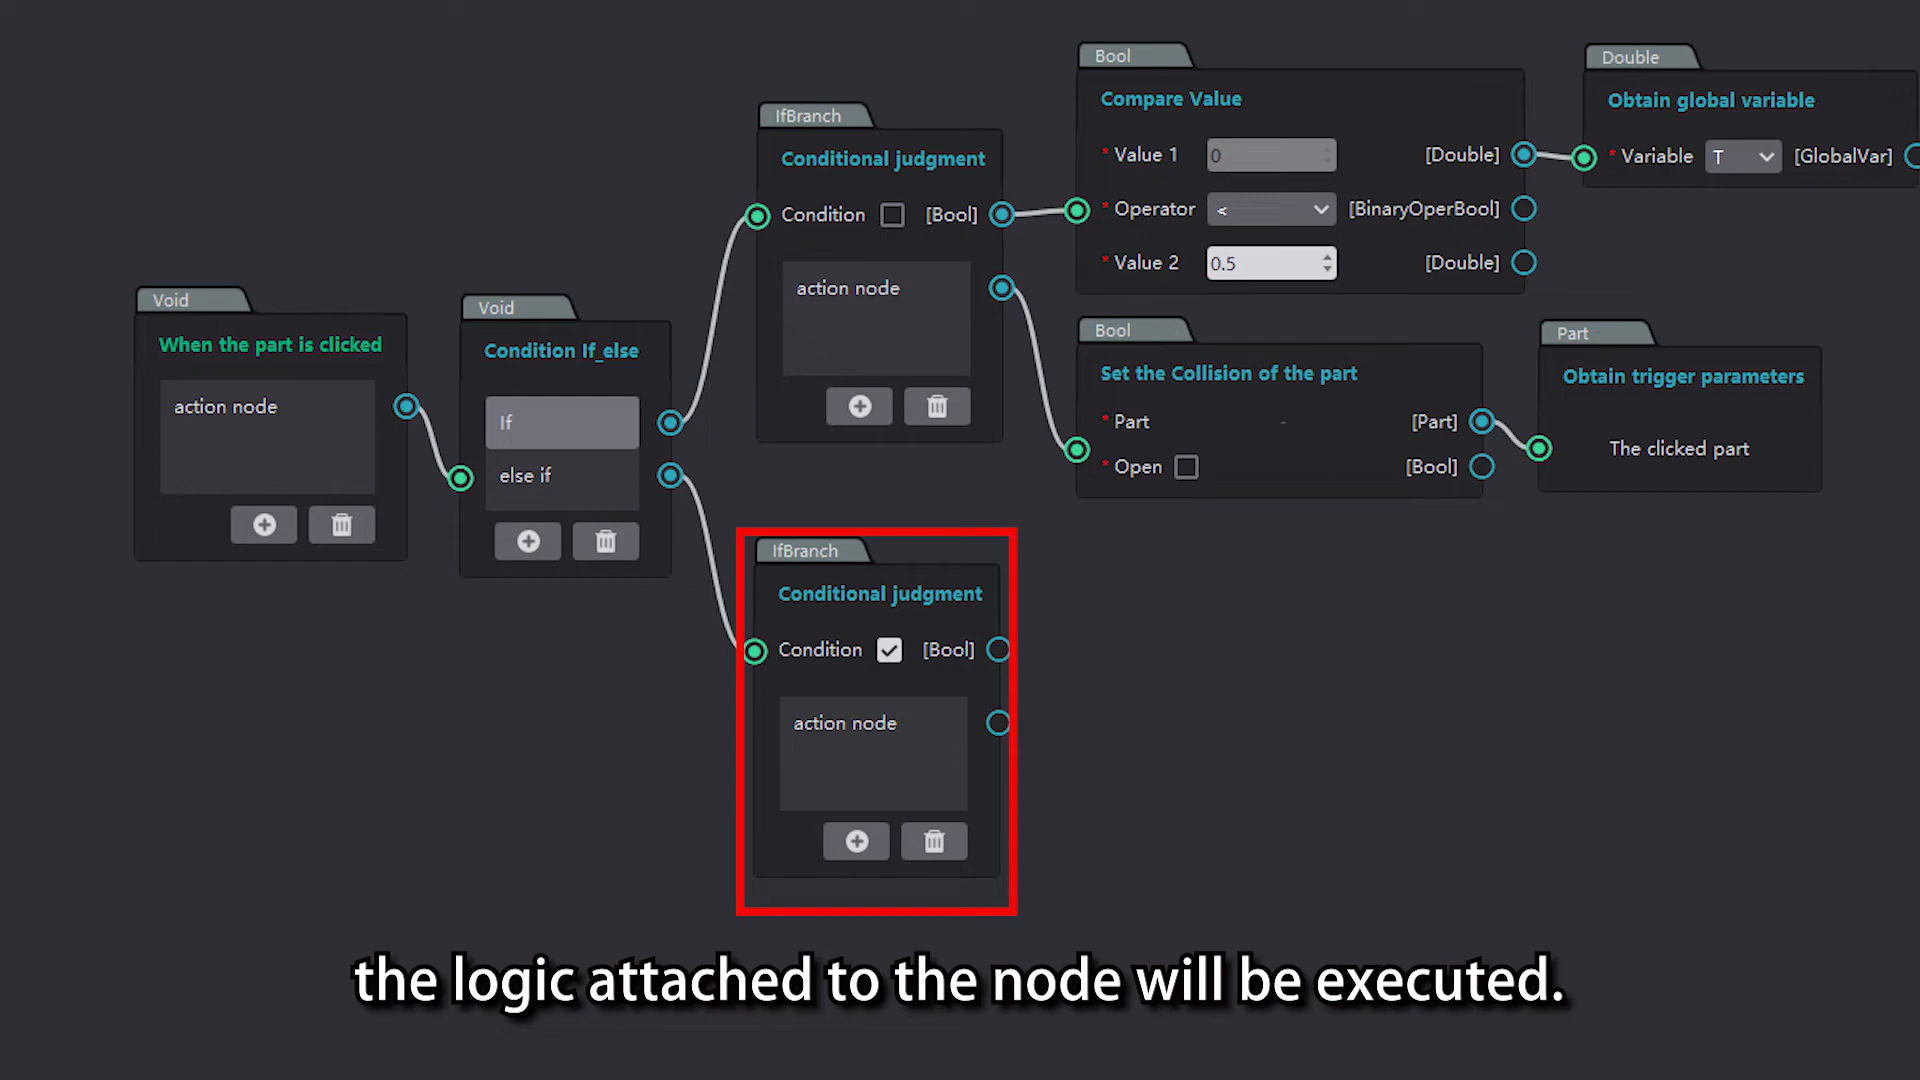 Void
When the part is clicked
action node
Void
Condition If_else
If
else if
IfBranch
Conditional judgment
Condition [Bool]
action node
Bool
Compare Value
* Value 1 0 [Double]
* Operator < [BinaryOperBool]
* Value 2 0.5 [Double]
Double
Obtain global variable
* Variable T [GlobalVar]
Bool
Set the Collision of the part
* Part - [Part]
* Open [Bool]
Part
Obtain trigger parameters
The clicked part
IfBranch
Conditional judgment
Condition [Bool]
action node
the logic attached to the node will be executed.